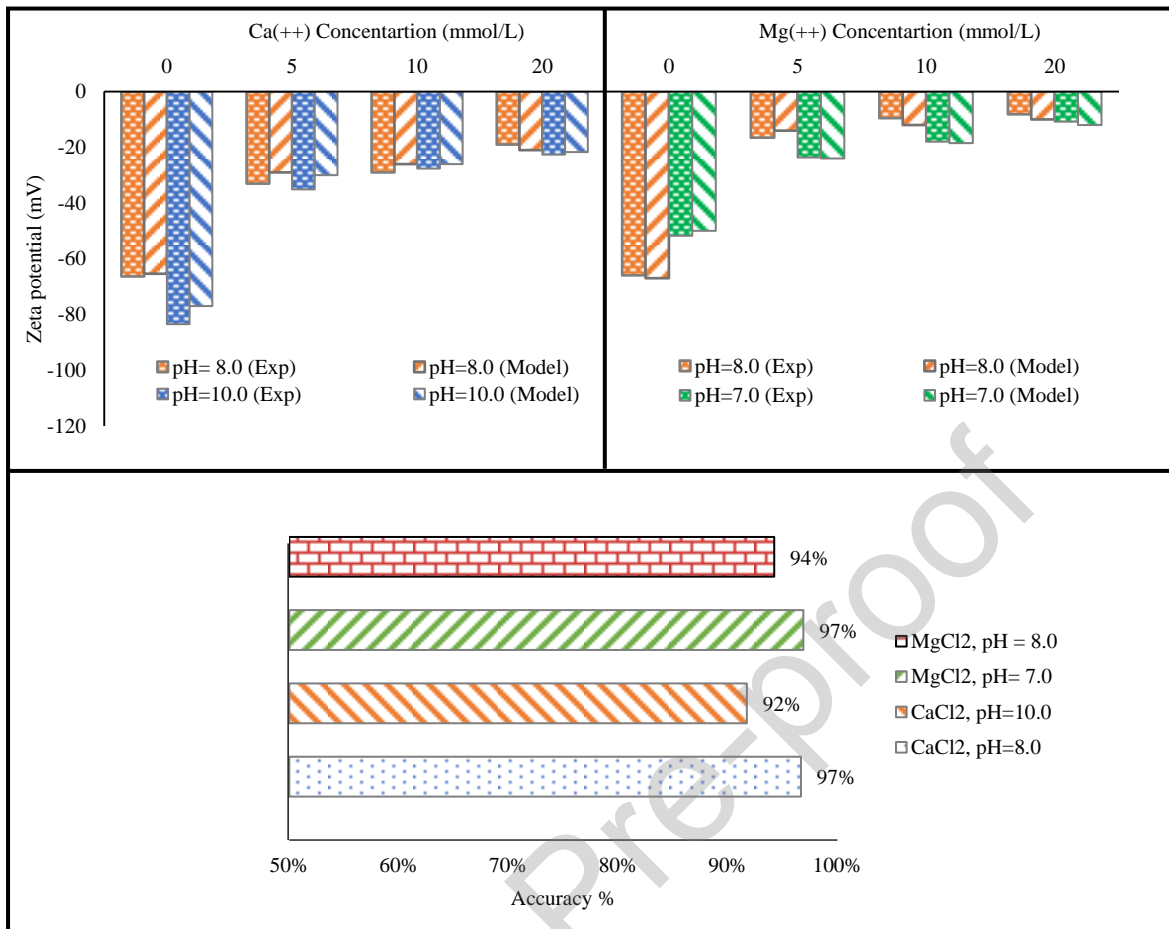 Ca(++) Concentartion (mmol/L)
0 5 10 20
Zeta potential (mV)
0
-20
-40
-60
-80
-100
-120
pH= 8.0 (Exp) pH=8.0 (Model)
pH=10.0 (Exp) pH=10.0 (Model)
Mg(++) Concentartion (mmol/L)
0 5 10 20
pH=8.0 (Exp) pH=8.0 (Model)
pH=7.0 (Exp) pH=7.0 (Model)
94%
97%
92%
97%
MgCl2, pH = 8.0
MgCl2, pH= 7.0
CaCl2, pH=10.0
CaCl2, pH=8.0
50% 60% 70% 80% 90% 100%
Accuracy %
Pre-proof